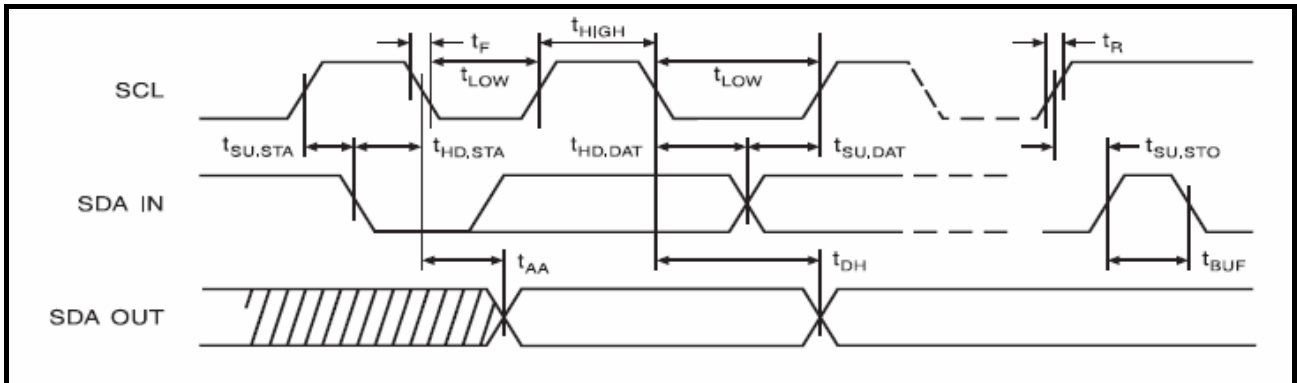 tF
tHIGH
tR
tLOW
tLOW
SCL
tSU.STA
tHD.STA
tHD.DAT
tSU.DAT
tSU.STO
SDA IN
tAA
tDH
tBUF
SDA OUT